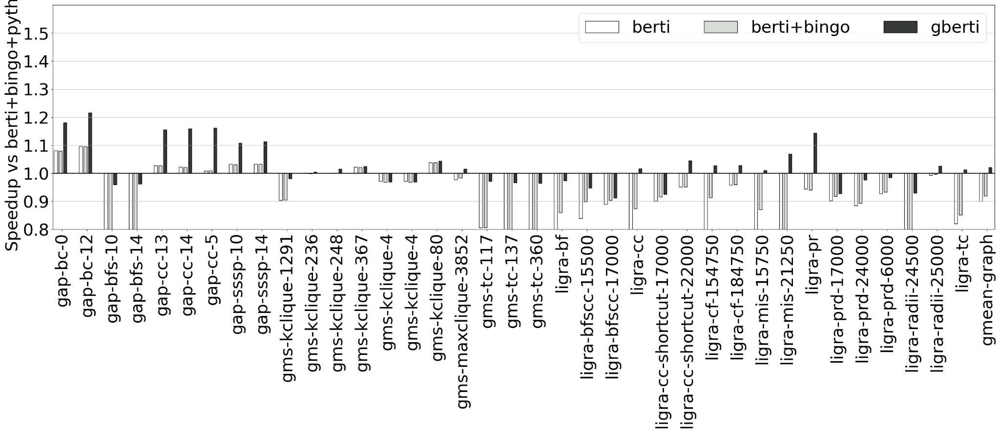 Speedup vs berti+bingo+pyth
1.5
1.4
1.3
1.2
1.1
1.0
0.9
0.8
berti berti+bingo gberti
gap-bc-0
gap-bc-12
gap-bfs-10
gap-bfs-14
gap-cc-13
gap-cc-14
gap-cc-5
gap-sssp-10
gap-sssp-14
gms-kclique-1291
gms-kclique-236
gms-kclique-248
gms-kclique-367
gms-kclique-4
gms-kclique-4
gms-kclique-80
gms-maxclique-3852
gms-tc-117
gms-tc-137
gms-tc-360
ligra-bf
ligra-bfscc-15500
ligra-bfscc-17000
ligra-cc
ligra-cc-shortcut-17000
ligra-cc-shortcut-22000
ligra-cf-154750
ligra-cf-184750
ligra-mis-15750
ligra-mis-21250
ligra-pr
ligra-prd-17000
ligra-prd-24000
ligra-prd-60000
ligra-radii-24500
ligra-radii-25000
ligra-tc
gmean-graph